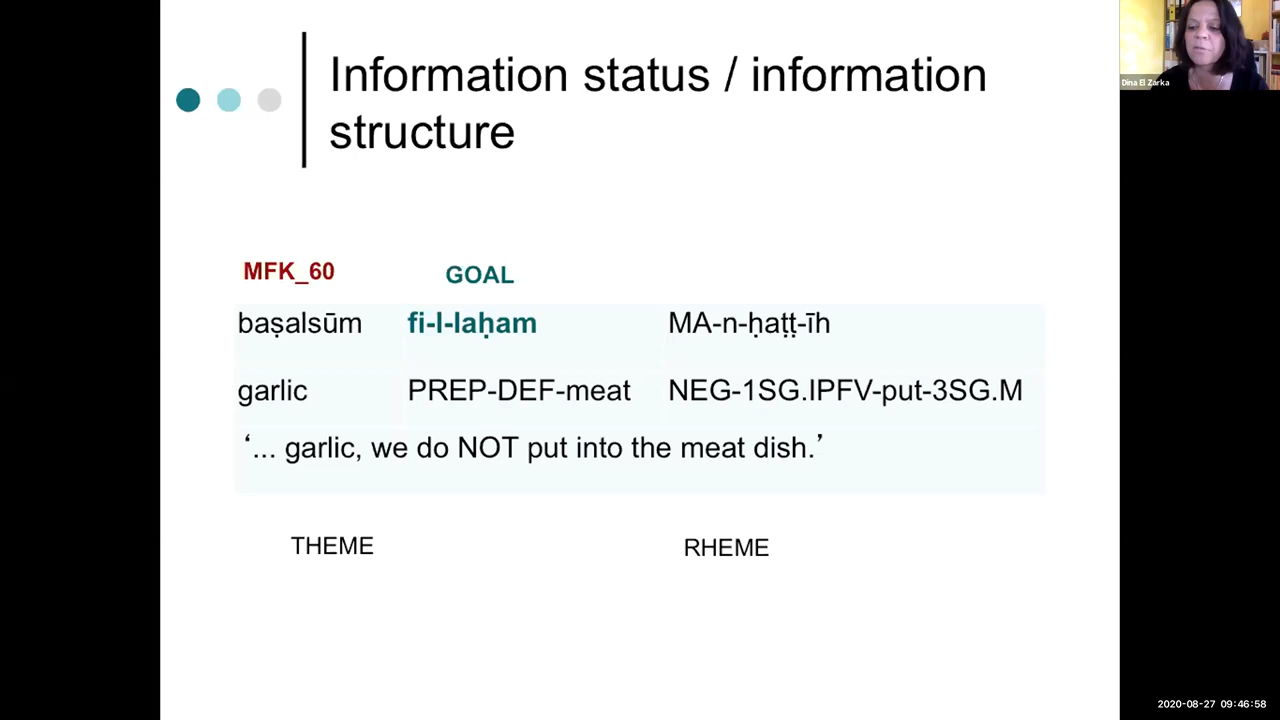 Information status / information
structure
Dina El Zarka
MFK_60 GOAL
baṣalsūm fi-l-laḥam MA-n-ḥaṭṭ-īh
garlic PREP-DEF-meat NEG-1SG.IPFV-put-3SG.M
‘... garlic, we do NOT put into the meat dish.’
THEME RHEME
2020-08-27 09:46:58